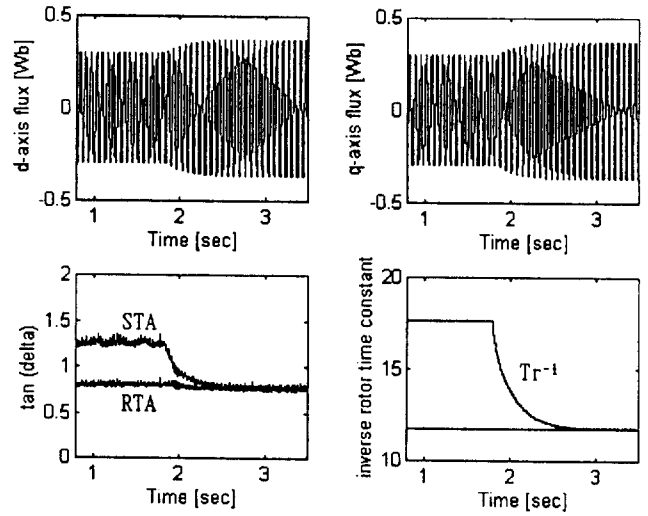 d-axis flux [Wb]
0.5
0
-0.5
1
2
3
Time [sec]
q-axis flux [Wb]
0.5
0
-0.5
1
2
3
Time [sec]
tan (delta)
2
1.5
1
0.5
0
STA
RTA
1
2
3
Time [sec]
inverse rotor time constant
20
15
10
Tr⁻¹
1
2
3
Time [sec]